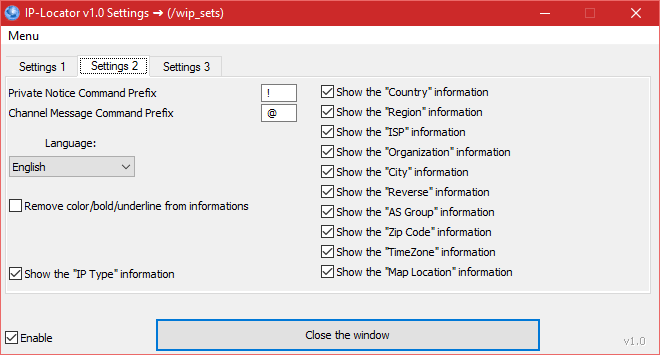 IP-Locator v1.0 Settings ➔ (/wip_sets)
Menu
Settings 1
Settings 2
Settings 3
Private Notice Command Prefix
!
Channel Message Command Prefix
@
Language:
English
Remove color/bold/underline from informations
Show the "IP Type" information
Show the "Country" information
Show the "Region" information
Show the "ISP" information
Show the "Organization" information
Show the "City" information
Show the "Reverse" information
Show the "AS Group" information
Show the "Zip Code" information
Show the "TimeZone" information
Show the "Map Location" information
Enable
Close the window
v1.0